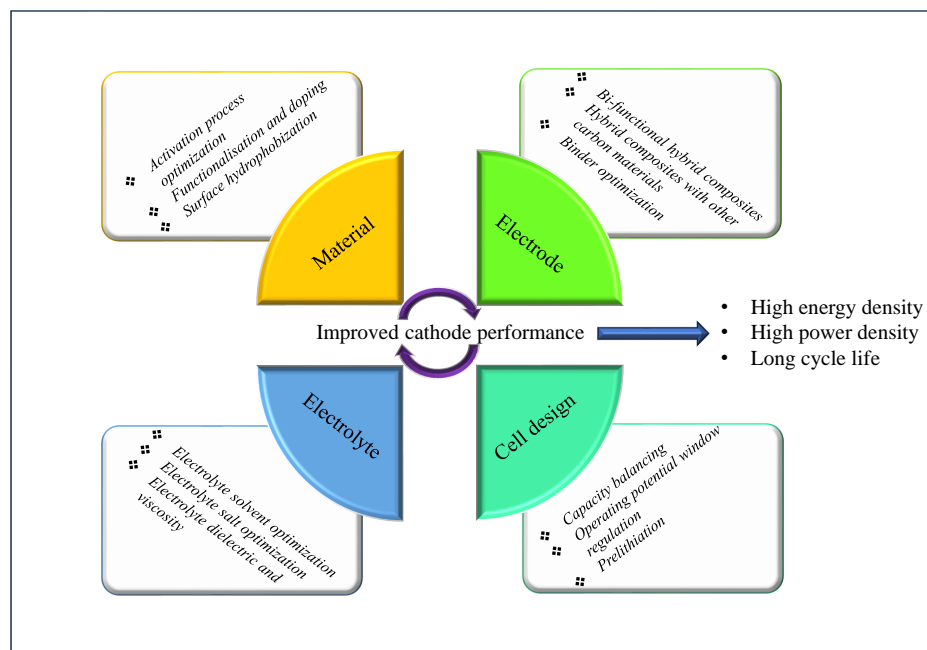 Activation process
optimization
Functionalisation and doping
Surface hydrophobization
Material
Bi-functional hybrid composites
Hybrid composites with other
carbon materials
Binder optimization
Electrode
Improved cathode performance
• High energy density
• High power density
• Long cycle life
Electrolyte
Electrolyte solvent optimization
Electrolyte salt optimization
Electrolyte dielectric and
viscosity
Cell design
Capacity balancing
Operating potential window
regulation
Prelithiation